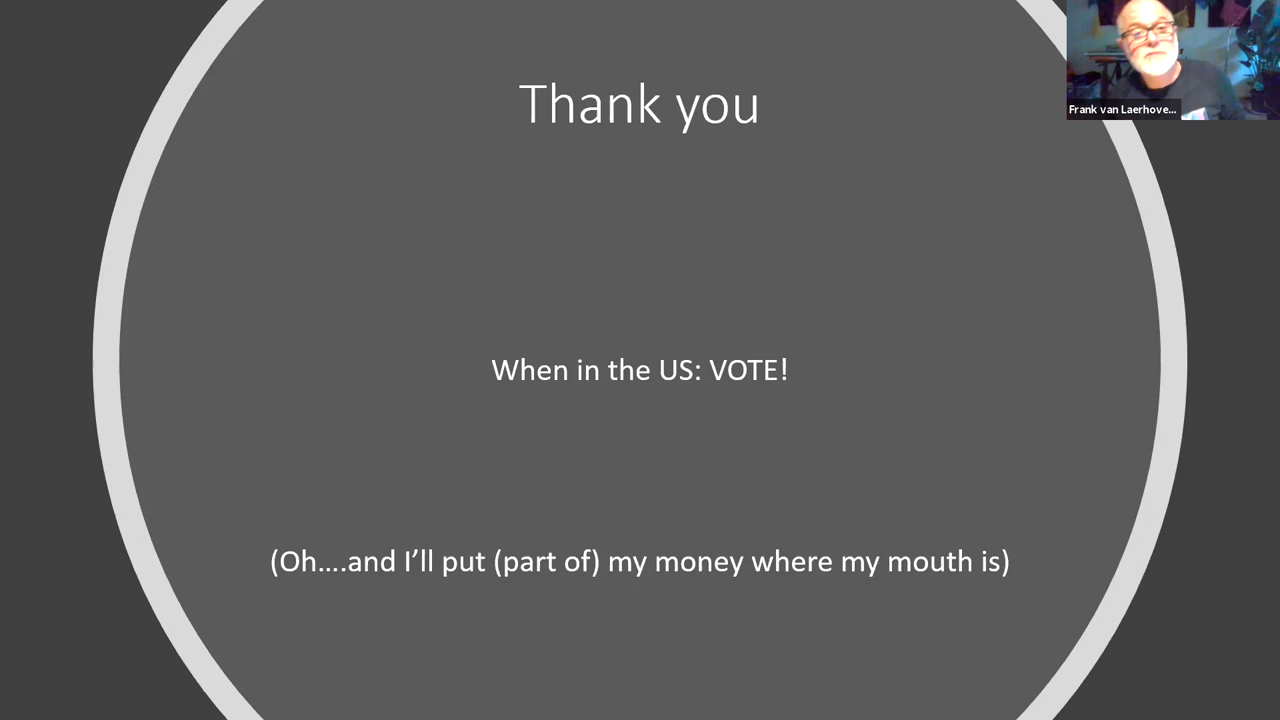 Thank you
Frank van Laerhove...
When in the US: VOTE!
(Oh....and I’ll put (part of) my money where my mouth is)